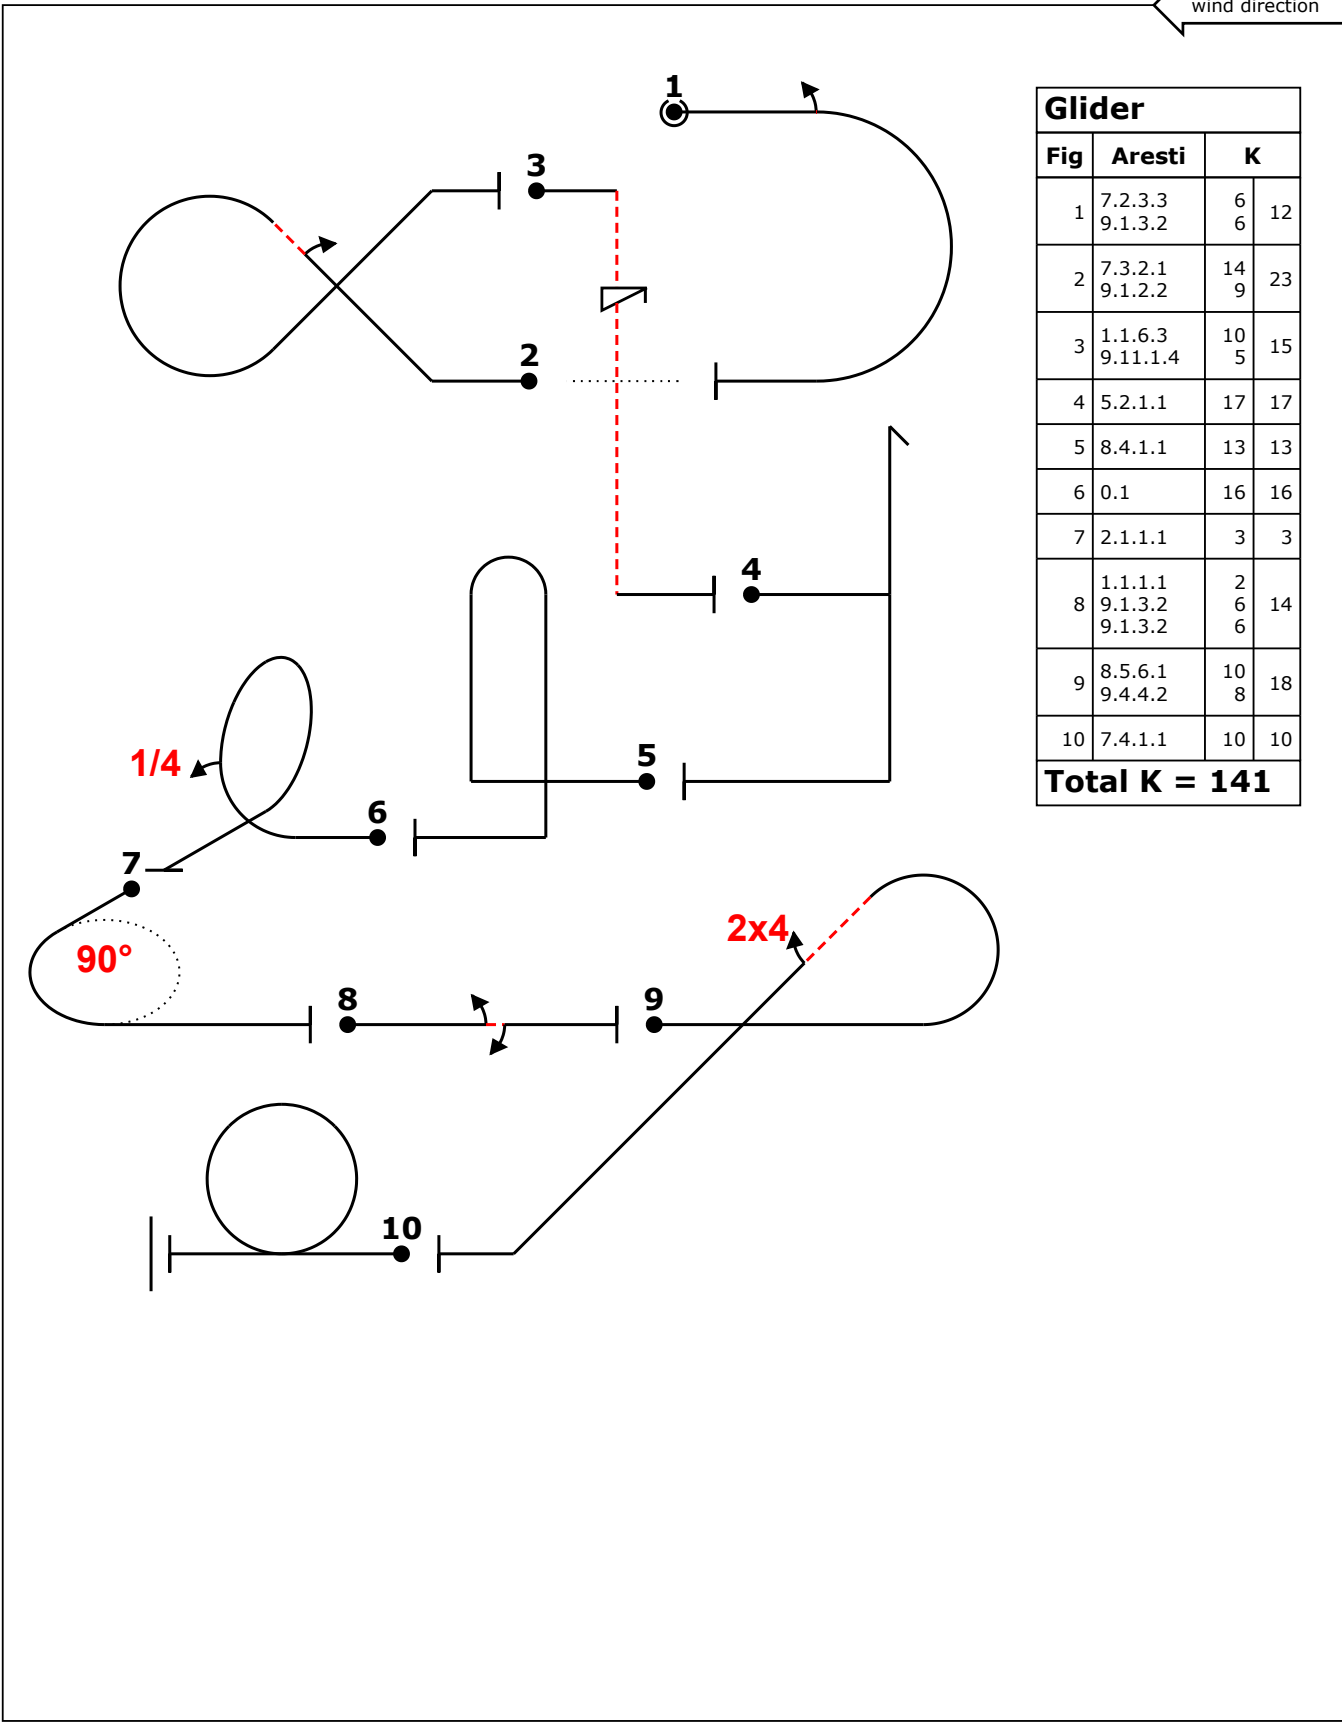 wind direction
1
3
2
4
1/4
5
6
7
90°
2x4
8
9
10
Glider
Fig Aresti K
1 7.2.3.3 6 12
9.1.3.2 6
2 7.3.2.1 14 23
9.1.2.2 9
3 1.1.6.3 10 15
9.11.1.4 5
4 5.2.1.1 17 17
5 8.4.1.1 13 13
6 0.1 16 16
7 2.1.1.1 3 3
1.1.1.1 2
8 9.1.3.2 6 14
9.1.3.2 6
9 8.5.6.1 10 18
9.4.4.2 8
10 7.4.1.1 10 10
Total K = 141